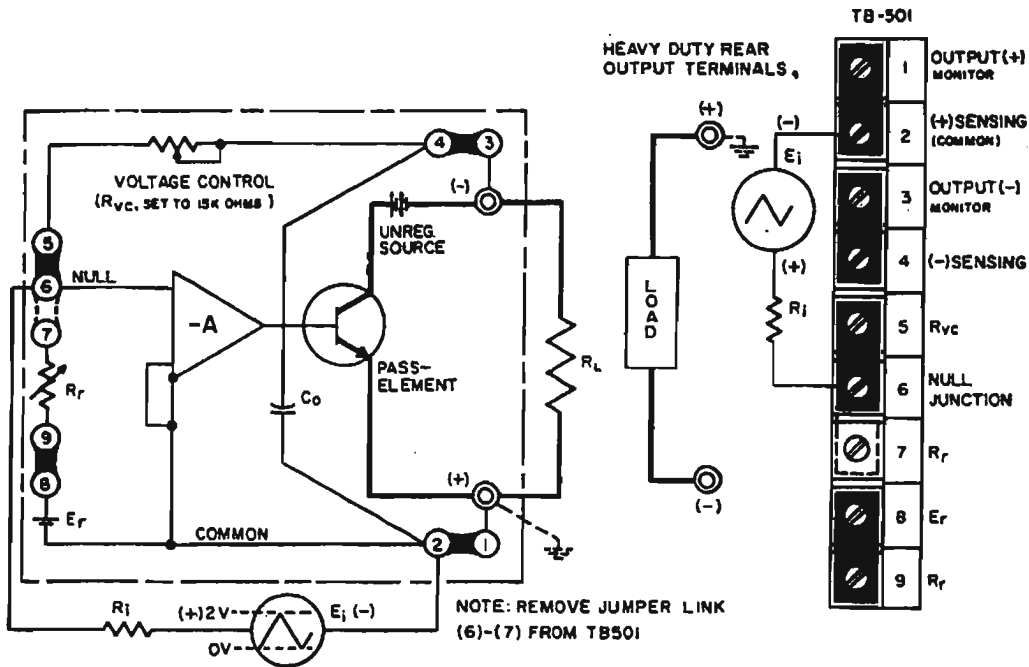 TB-501
HEAVY DUTY REAR
OUTPUT TERMINALS.
1 OUTPUT (+)
MONITOR
2 (+) SENSING
(COMMON)
3 OUTPUT (-)
MONITOR
4 (-) SENSING
5 Rvc
6 NULL
JUNCTION
7 Rr
8 Er
9 Rr
(+)
LOAD
(-)
(-)
Ei
(+)
Ri
4 3
VOLTAGE CONTROL
(Rvc, SET TO 15K OHMS)
(-)
UNREG.
SOURCE
5
6 NULL
7
-A
Rr
PASS-
ELEMENT
RL
Co
9
8
(+)
Er
COMMON
2 1
Ri
(+) 2V
Ei (-)
0V
NOTE: REMOVE JUMPER LINK
(6)-(7) FROM TB501